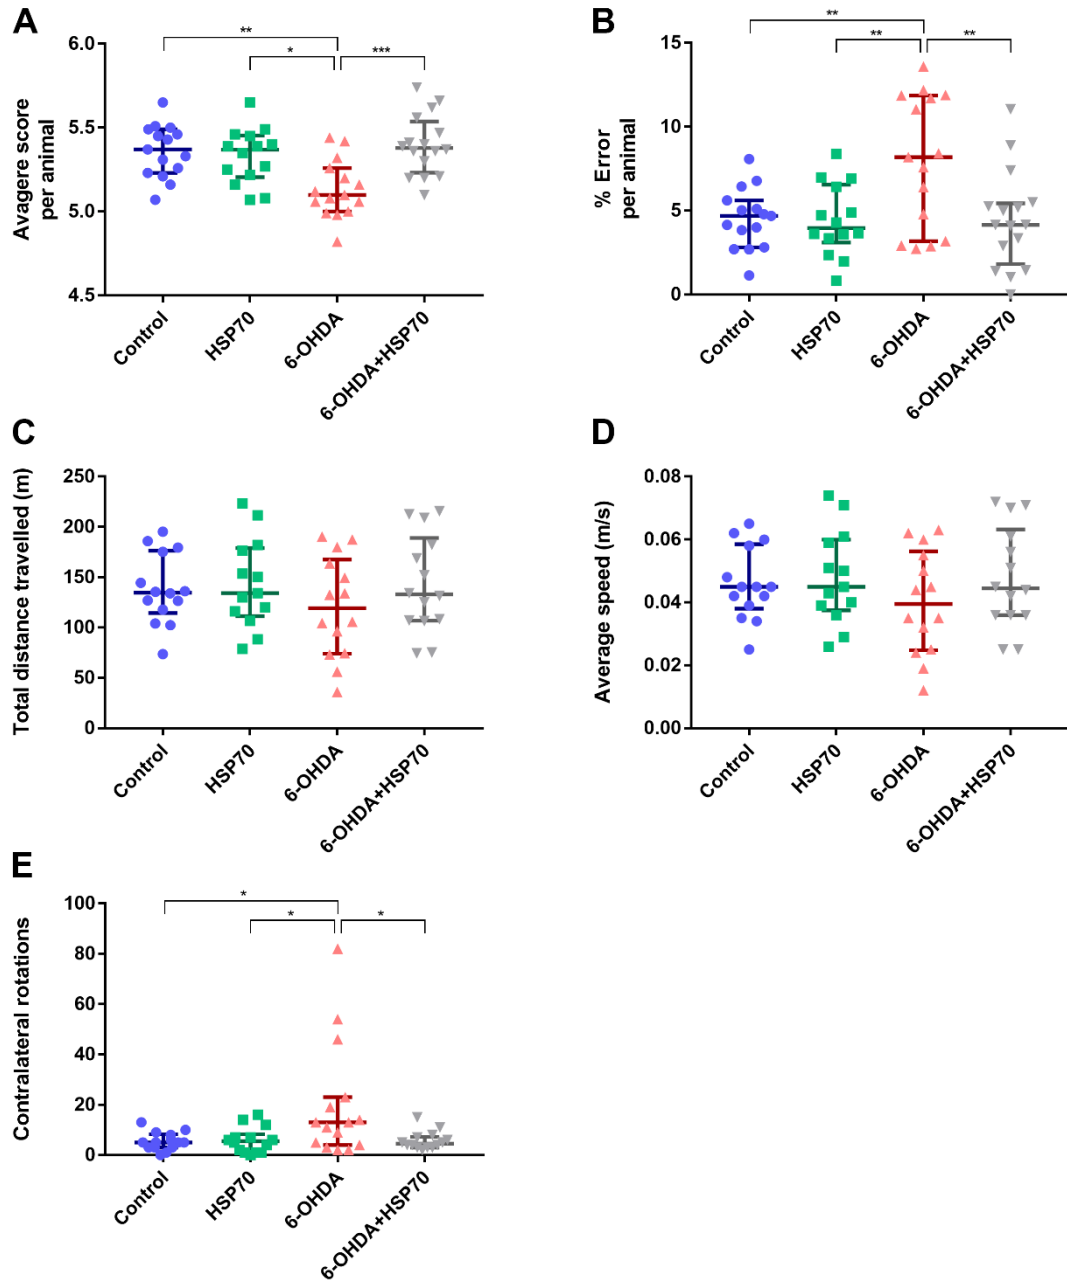 A
Avagere score
per animal
6.0
5.5
5.0
4.5
**
*
***
Control
HSP70
6-OHDA
6-OHDA+HSP70
B
% Error
per animal
15
10
5
0
**
**
**
Control
HSP70
6-OHDA
6-OHDA+HSP70
C
Total distance travelled (m)
250
200
150
100
50
0
Control
HSP70
6-OHDA
6-OHDA+HSP70
D
Average speed (m/s)
0.08
0.06
0.04
0.02
0.00
Control
HSP70
6-OHDA
6-OHDA+HSP70
E
Contralateral rotations
100
80
60
40
20
0
*
*
*
Control
HSP70
6-OHDA
6-OHDA+HSP70